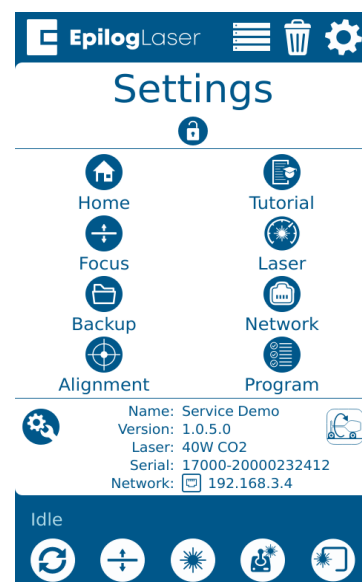 EpilogLaser
Settings
Home Tutorial
Focus Laser
Backup Network
Alignment Program
Name: Service Demo
Version: 1.0.5.0
Laser: 40W CO2
Serial: 17000-20000232412
Network: 192.168.3.4
Idle